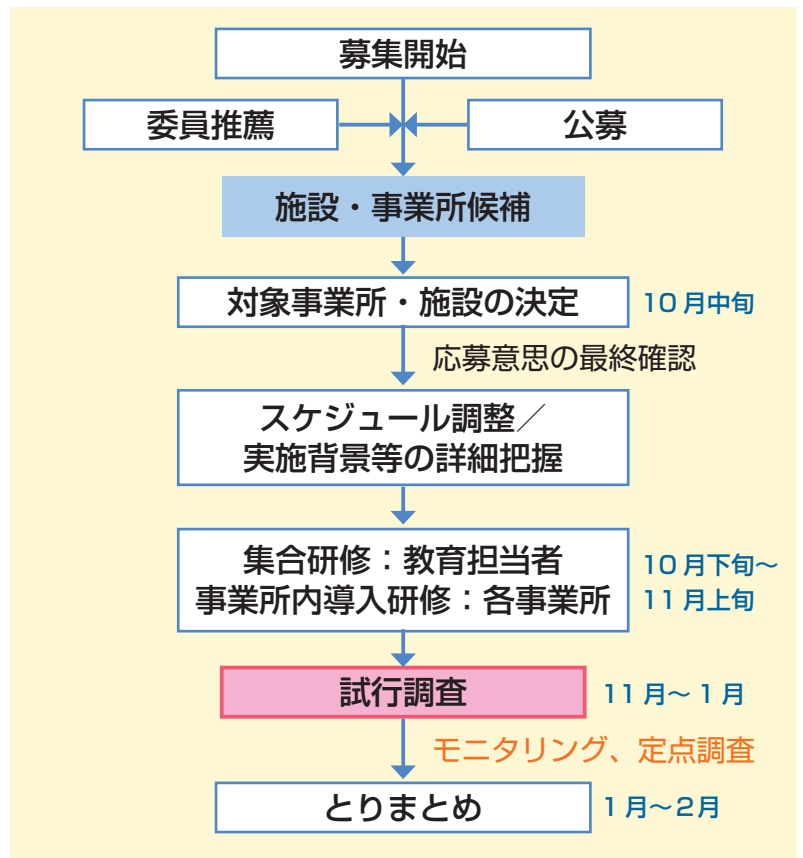 募集開始
委員推薦
公募
施設・事業所候補
対象事業所・施設の決定
10月中旬
応募意思の最終確認
スケジュール調整／
実施背景等の詳細把握
集合研修：教育担当者
事業所内導入研修：各事業所
10月下旬～
11月上旬
試行調査
11月～1月
モニタリング、定点調査
とりまとめ
1月～2月